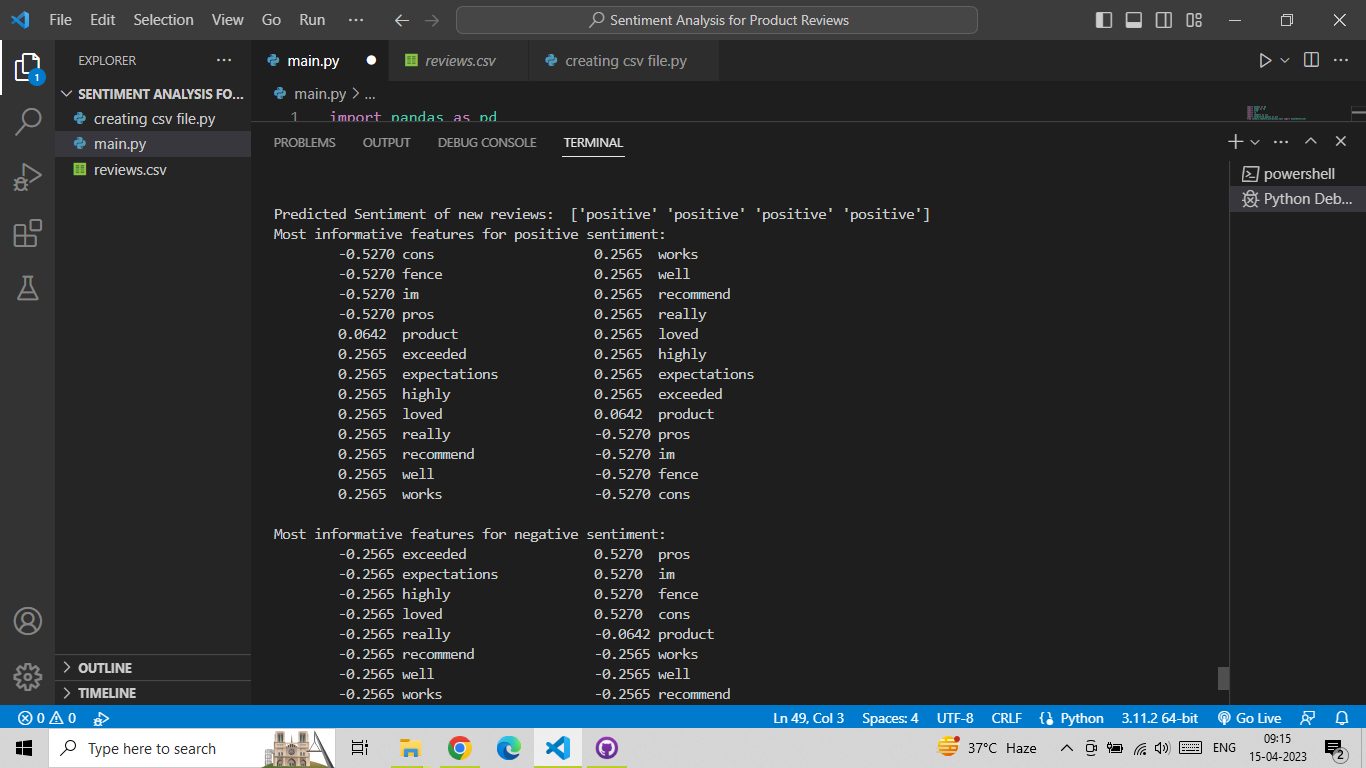 File Edit Selection View Go Run ··· Sentiment Analysis for Product Reviews
EXPLORER ···
main.py reviews.csv creating csv file.py ···
SENTIMENT ANALYSIS FO...
creating csv file.py
main.py
reviews.csv
OUTLINE
TIMELINE
1
main.py > ...
1 import pandas as pd
PROBLEMS OUTPUT DEBUG CONSOLE TERMINAL ···
powershell
Python Deb...
Predicted Sentiment of new reviews:  ['positive' 'positive' 'positive' 'positive']
Most informative features for positive sentiment:
-0.5270 cons 0.2565 works
-0.5270 fence 0.2565 well
-0.5270 im 0.2565 recommend
-0.5270 pros 0.2565 really
0.0642 product 0.2565 loved
0.2565 exceeded 0.2565 highly
0.2565 expectations 0.2565 expectations
0.2565 highly 0.2565 exceeded
0.2565 loved 0.0642 product
0.2565 really -0.5270 pros
0.2565 recommend -0.5270 im
0.2565 well -0.5270 fence
0.2565 works -0.5270 cons
Most informative features for negative sentiment:
-0.2565 exceeded 0.5270 pros
-0.2565 expectations 0.5270 im
-0.2565 highly 0.5270 fence
-0.2565 loved 0.5270 cons
-0.2565 really -0.0642 product
-0.2565 recommend -0.2565 works
-0.2565 well -0.2565 well
-0.2565 works -0.2565 recommend
0 0 Ln 49, Col 3 Spaces: 4 UTF-8 CRLF Python 3.11.2 64-bit Go Live
Type here to search 37°C Haze ENG 09:15
15-04-2023 2